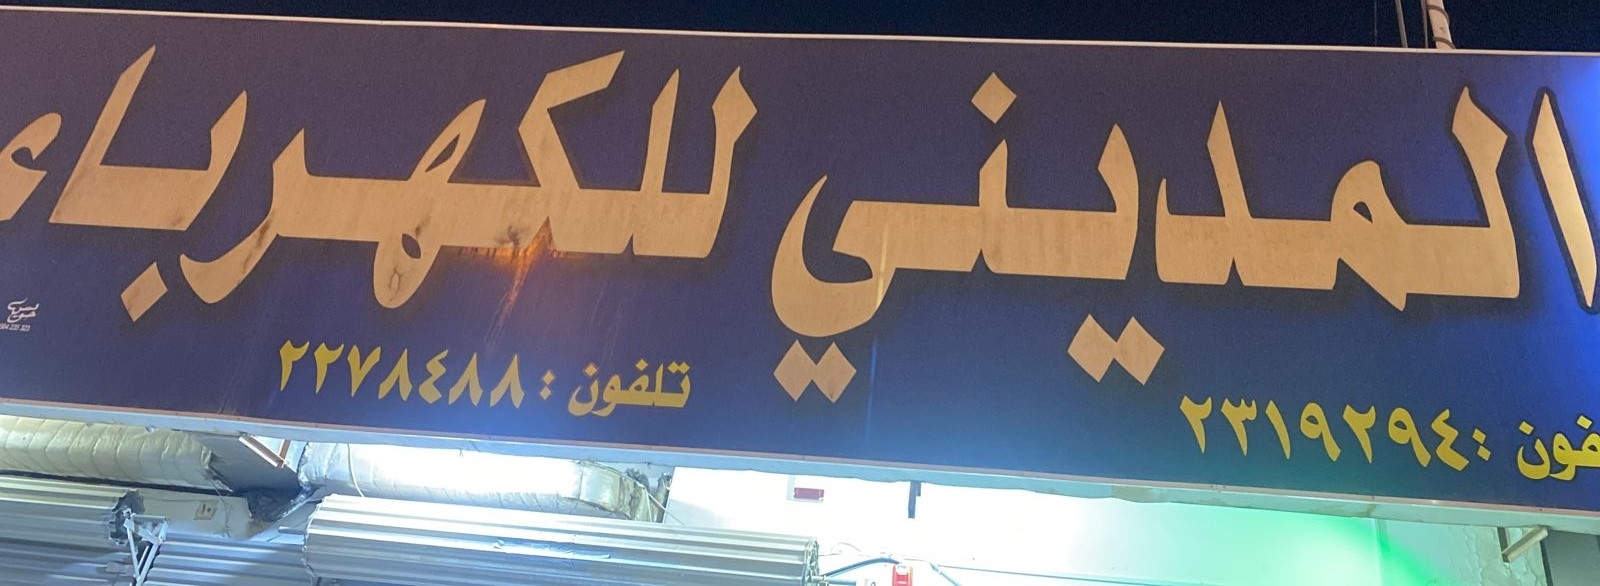 المديني للكهرباء
فون : ٢٣١٩٢٩٤
تلفون : ٢٢٧٨٤٨٨